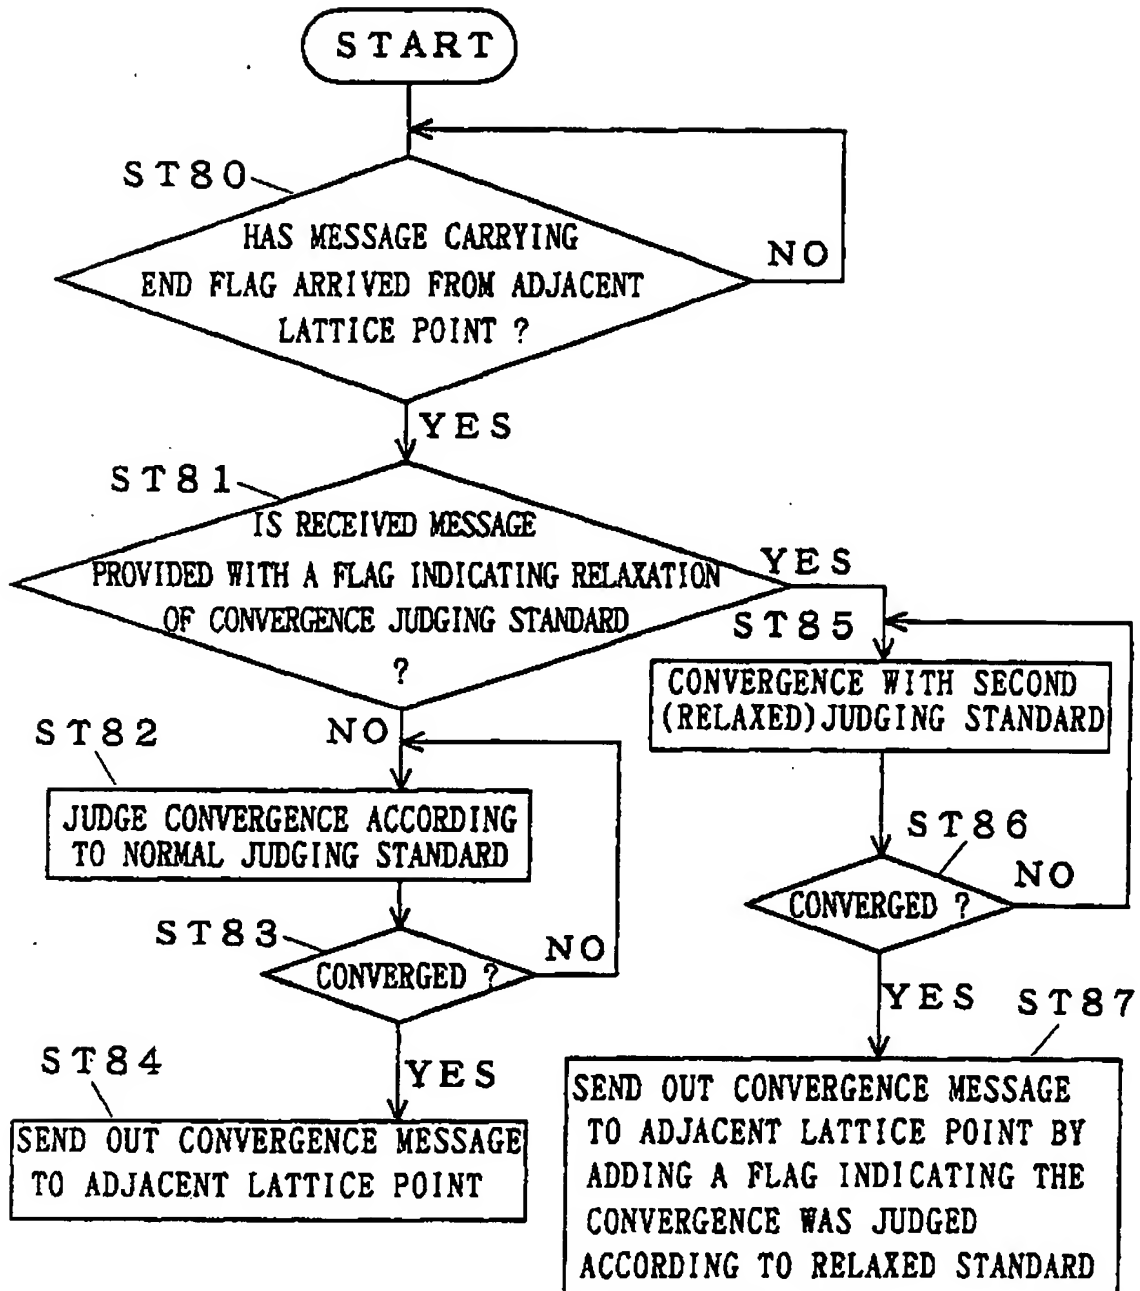 START
ST80
HAS MESSAGE CARRYING
END FLAG ARRIVED FROM ADJACENT
LATTICE POINT ?
NO
YES
ST81
IS RECEIVED MESSAGE
PROVIDED WITH A FLAG INDICATING RELAXATION
OF CONVERGENCE JUDGING STANDARD
?
YES
NO
ST82
JUDGE CONVERGENCE ACCORDING
TO NORMAL JUDGING STANDARD
ST83
CONVERGED ?
NO
YES
ST84
SEND OUT CONVERGENCE MESSAGE
TO ADJACENT LATTICE POINT
ST85
CONVERGENCE WITH SECOND
(RELAXED)JUDGING STANDARD
ST86
CONVERGED ?
NO
YES
ST87
SEND OUT CONVERGENCE MESSAGE
TO ADJACENT LATTICE POINT BY
ADDING A FLAG INDICATING THE
CONVERGENCE WAS JUDGED
ACCORDING TO RELAXED STANDARD